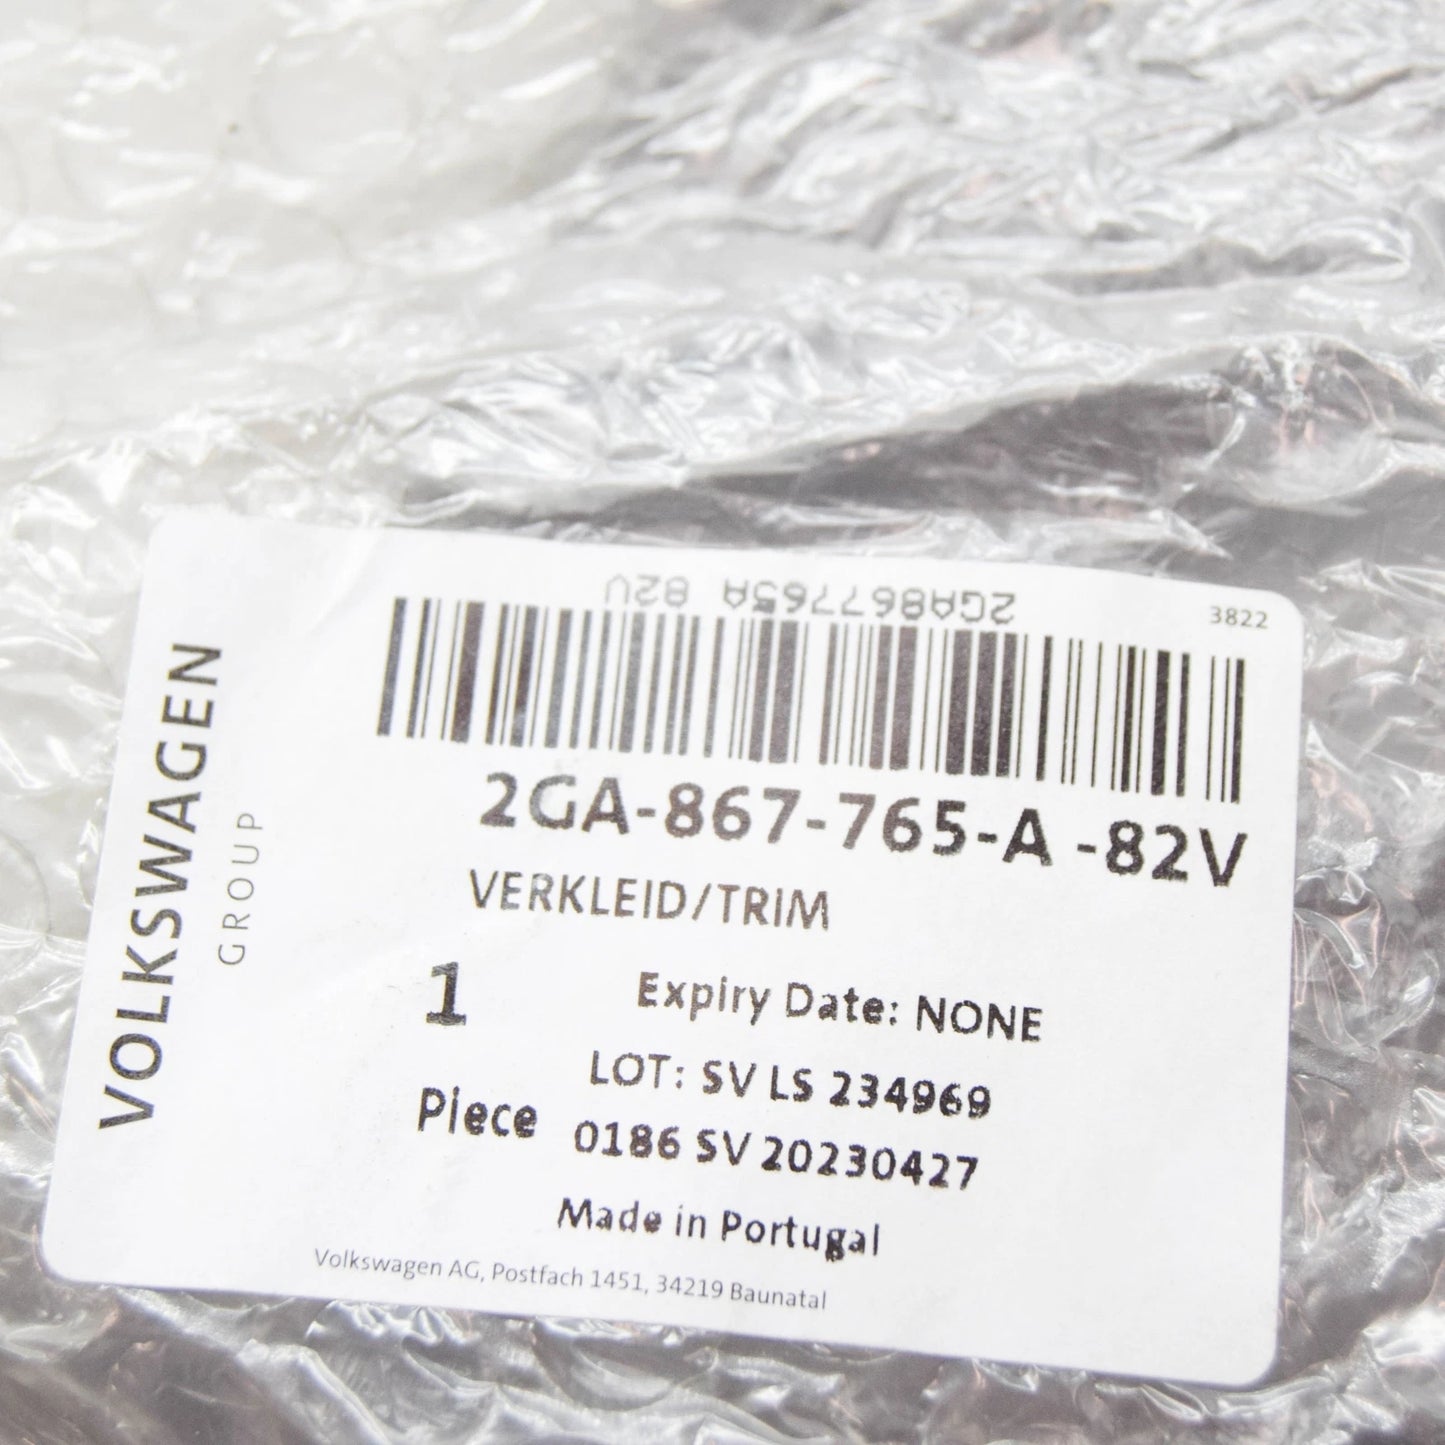 VOLKSWAGEN
GROUP
2GA867765A 82V
3822
2GA-867-765-A -82V
VERKLEID/TRIM
1
Piece
Expiry Date: NONE
LOT: SV LS 234969
0186 SV 20230427
Made in Portugal
Volkswagen AG, Postfach 1451, 34219 Baunatal